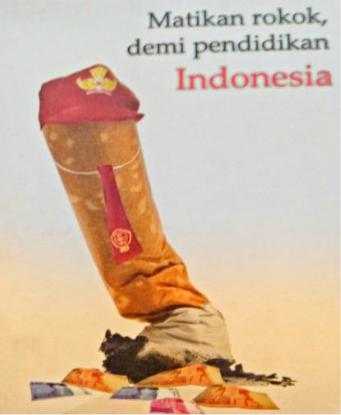 Matikan rokok,
demi pendidikan
Indonesia